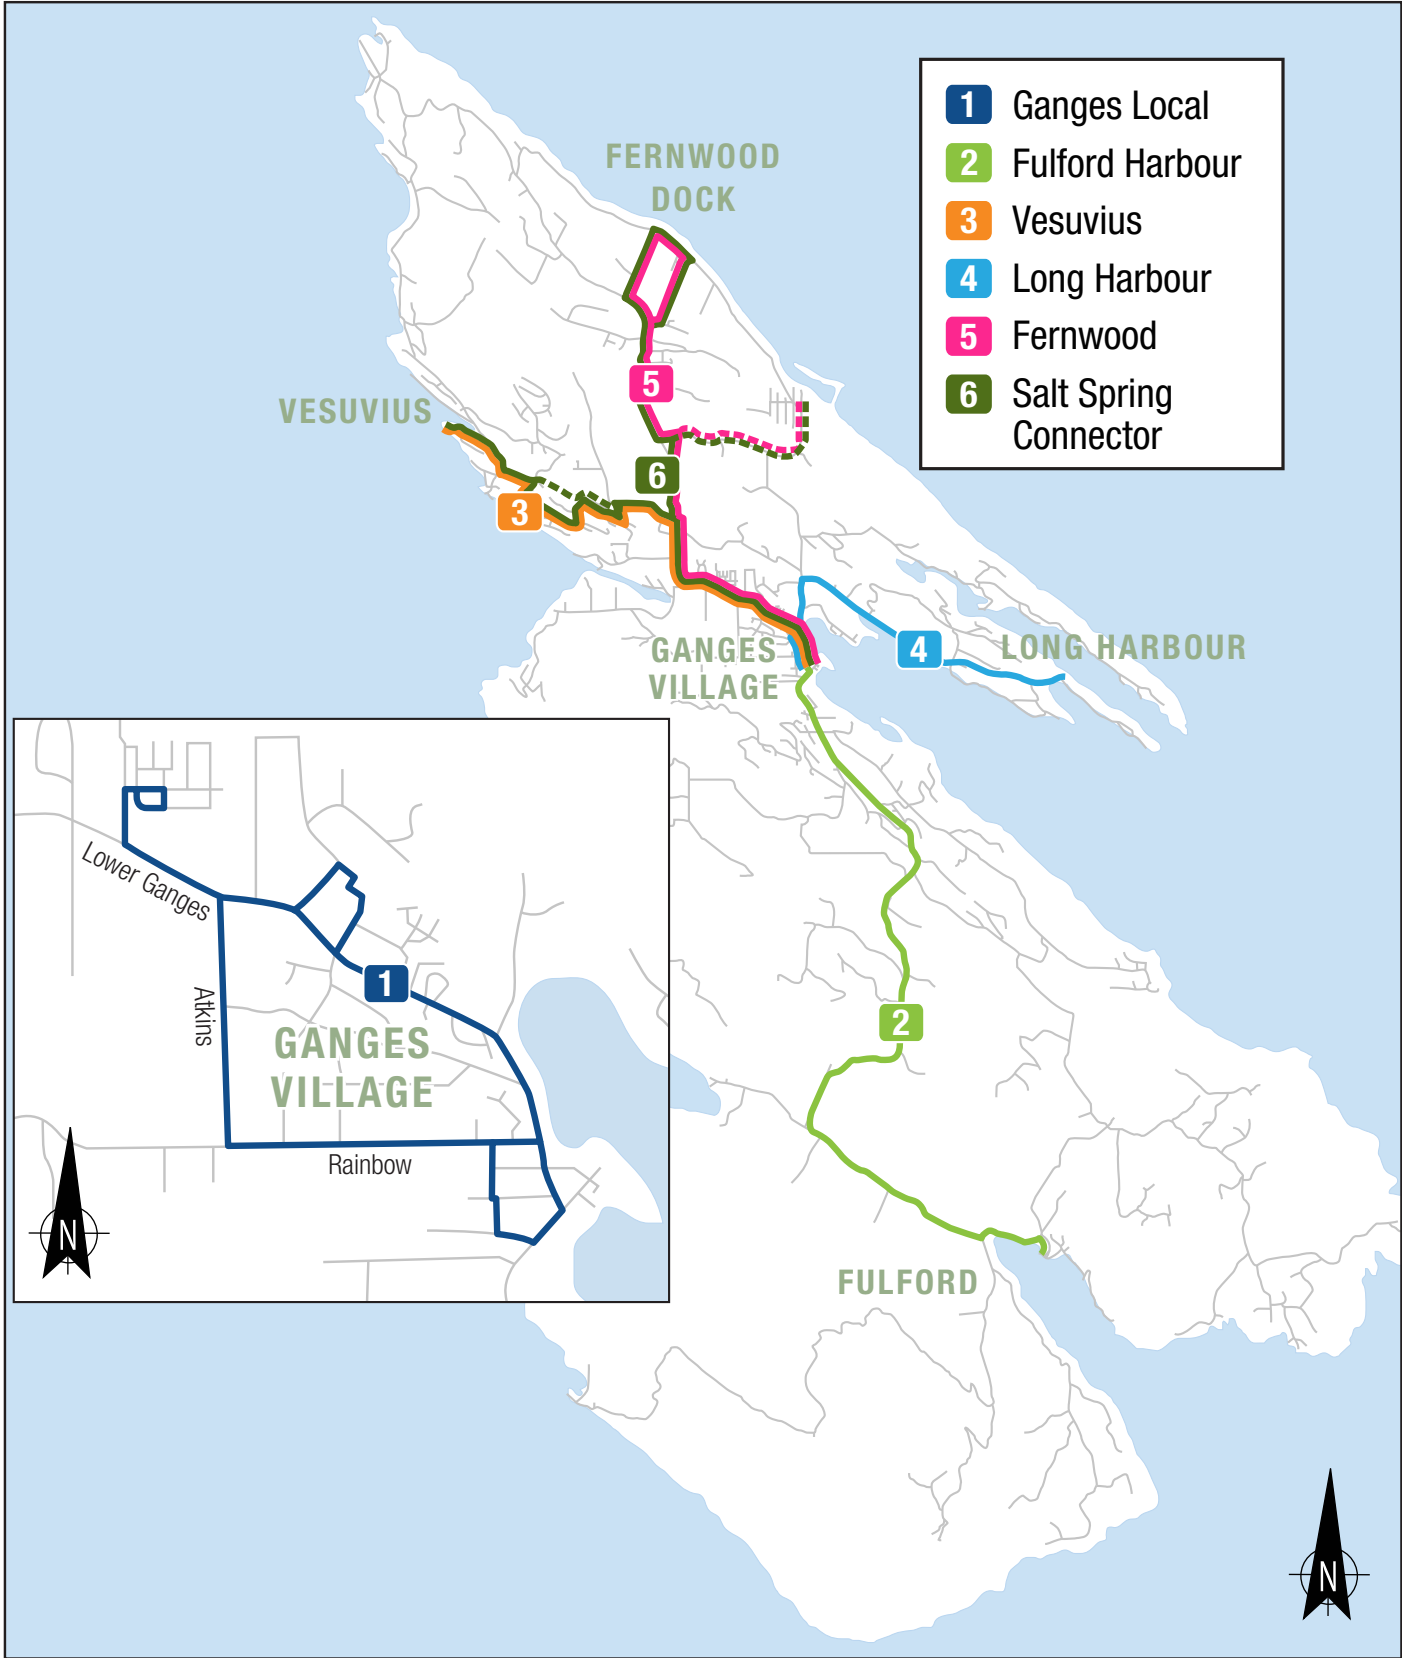 1 Ganges Local
2 Fulford Harbour
3 Vesuvius
4 Long Harbour
5 Fernwood
6 Salt Spring
Connector
FERNWOOD
DOCK
5
VESUVIUS
6
3
GANGES
VILLAGE
4
LONG HARBOUR
2
FULFORD
Lower Ganges
1
Atkins
GANGES
VILLAGE
Rainbow
N
N